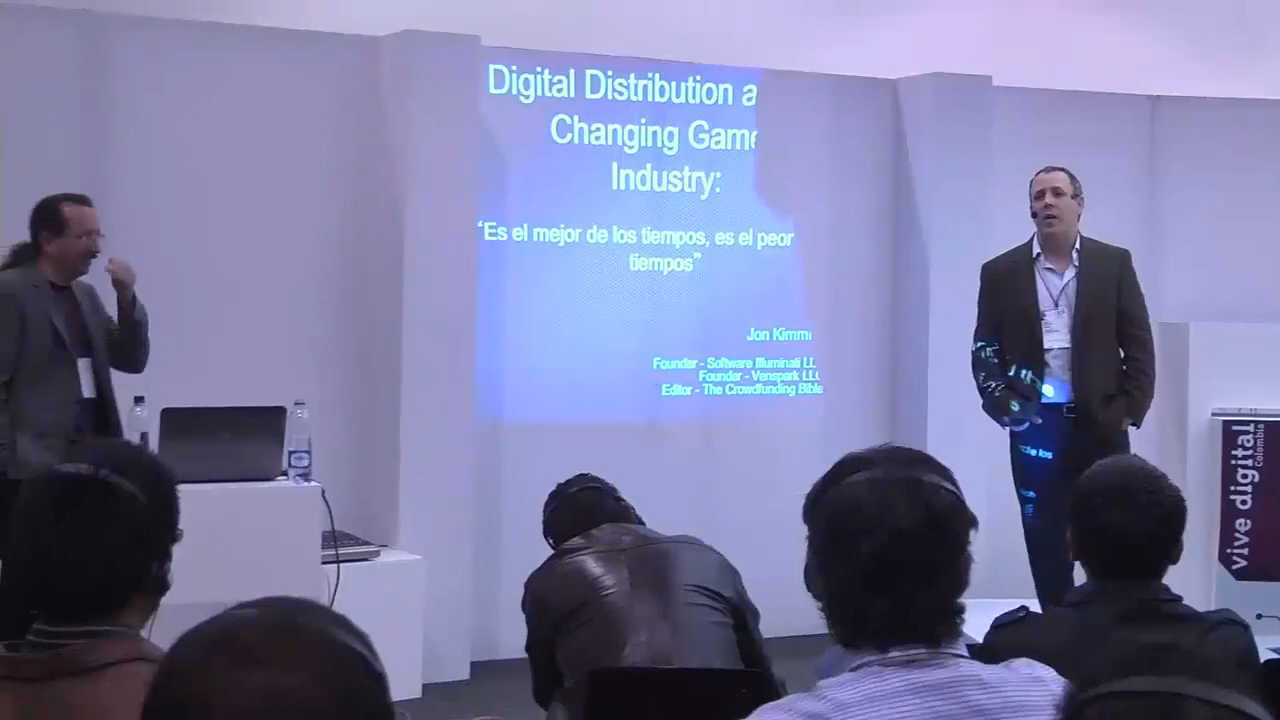 Digital Distribution a
Changing Game
Industry:
“Es el mejor de los tiempos, es el peor
tiempos”
Jon Kimm
Founder - Software Illuminati LL
Founder - Venspark LLC
Editor - The Crowdfunding Bible
vive digital
Colombia